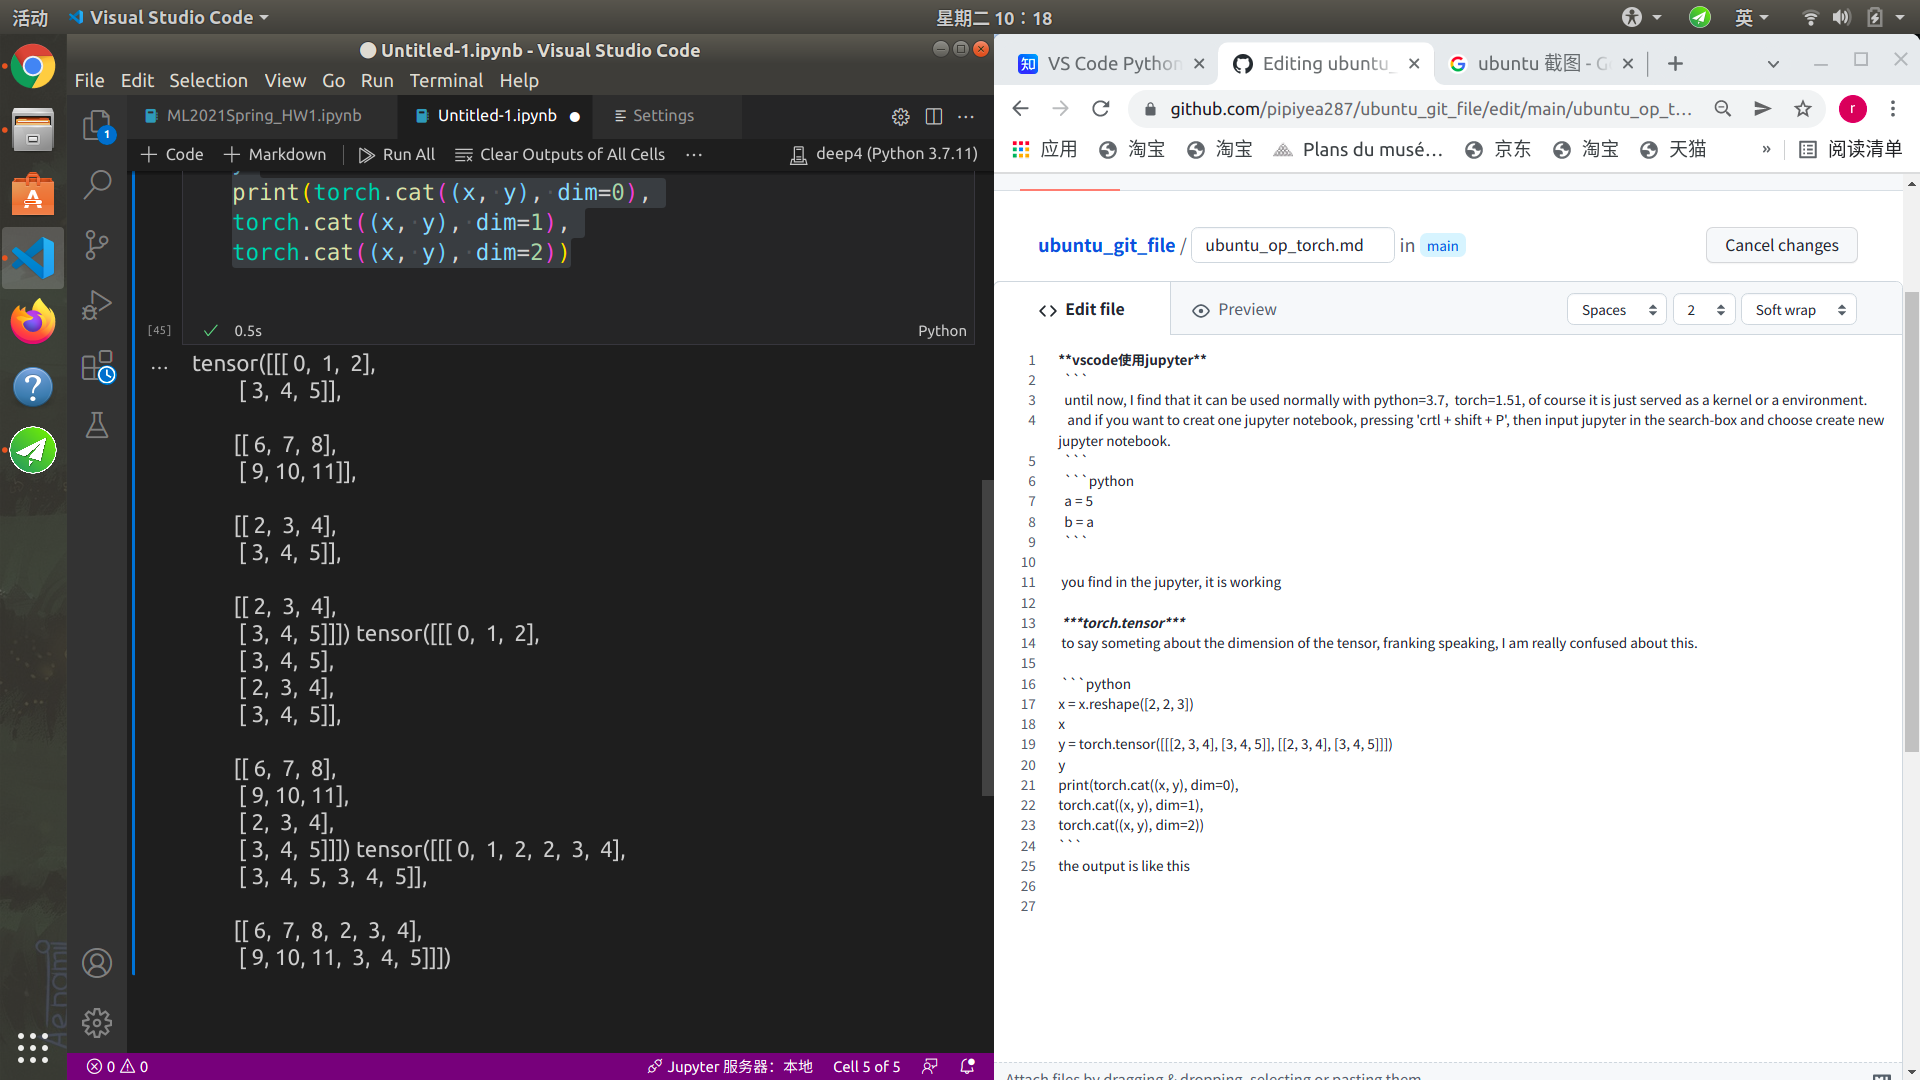 活动
Visual Studio Code
星期二 10：18
英
Untitled-1.ipynb - Visual Studio Code
File Edit Selection View Go Run Terminal Help
ML2021Spring_HW1.ipynb
Untitled-1.ipynb
Settings
1
Code
Markdown
Run All
Clear Outputs of All Cells
deep4 (Python 3.7.11)
print(torch.cat((x, y), dim=0),
torch.cat((x, y), dim=1),
torch.cat((x, y), dim=2))
[45]
0.5s
Python
tensor([[[ 0, 1, 2],
[ 3, 4, 5]],
[[ 6, 7, 8],
[ 9, 10, 11]],
[[ 2, 3, 4],
[ 3, 4, 5]],
[[ 2, 3, 4],
[ 3, 4, 5]]]) tensor([[[ 0, 1, 2],
[ 3, 4, 5],
[ 2, 3, 4],
[ 3, 4, 5]],
[[ 6, 7, 8],
[ 9, 10, 11],
[ 2, 3, 4],
[ 3, 4, 5]]]) tensor([[[ 0, 1, 2, 2, 3, 4],
[ 3, 4, 5, 3, 4, 5]],
[[ 6, 7, 8, 2, 3, 4],
[ 9, 10, 11, 3, 4, 5]]])
0 0
Jupyter 服务器：本地
Cell 5 of 5
知 VS Code Python
Editing ubuntu_
ubuntu 截图 - G
github.com/pipiyea287/ubuntu_git_file/edit/main/ubuntu_op_t...
r
应用
淘宝
淘宝
Plans du musé...
京东
淘宝
天猫
»
阅读清单
ubuntu_git_file / ubuntu_op_torch.md in main
Cancel changes
<> Edit file
Preview
Spaces
2
Soft wrap
1 **vscode使用jupyter**
2 ```
3 until now, I find that it can be used normally with python=3.7, torch=1.51, of course it is just served as a kernel or a environment.
4 and if you want to creat one jupyter notebook, pressing 'crtl + shift + P', then input jupyter in the search-box and choose create new
jupyter notebook.
5 ```
6 ```python
7 a = 5
8 b = a
9 ```
10
11 you find in the jupyter, it is working
12
13 ***torch.tensor***
14 to say someting about the dimension of the tensor, franking speaking, I am really confused about this.
15
16 ```python
17 x = x.reshape([2, 2, 3])
18 x
19 y = torch.tensor([[[2, 3, 4], [3, 4, 5]], [[2, 3, 4], [3, 4, 5]]])
20 y
21 print(torch.cat((x, y), dim=0),
22 torch.cat((x, y), dim=1),
23 torch.cat((x, y), dim=2))
24 ```
25 the output is like this
26
27
Attach files by dragging & dropping, selecting or pasting them.